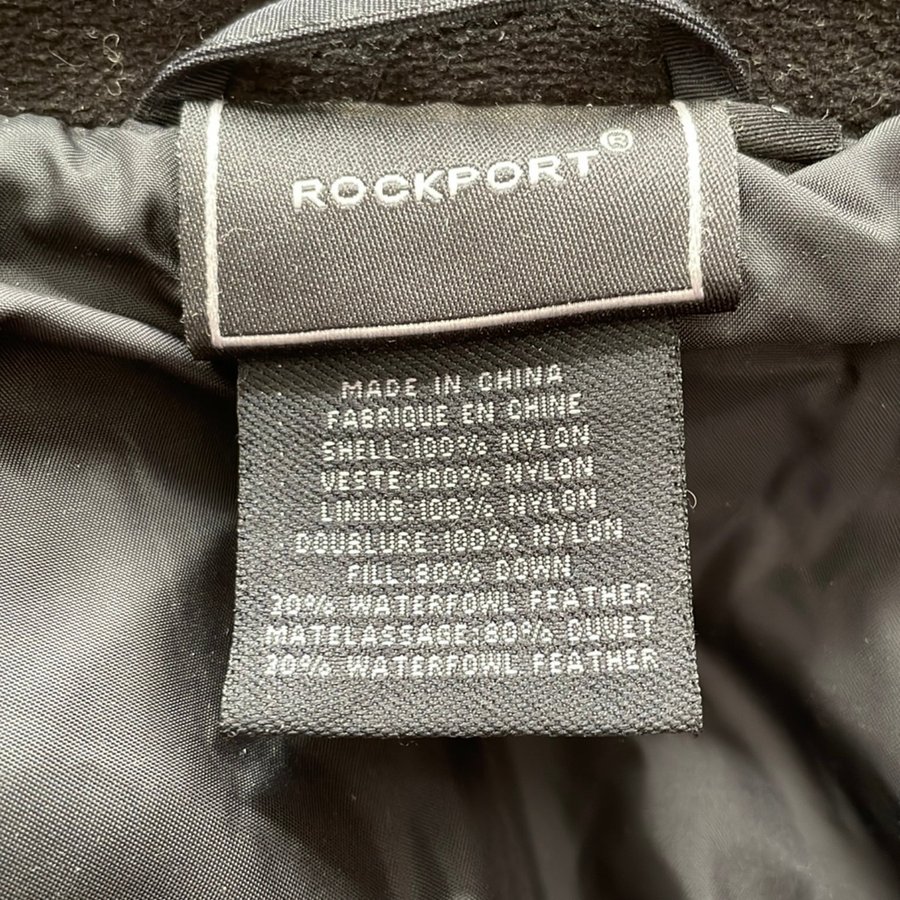 ROCKPORT®
MADE IN CHINA
FABRIQUE EN CHINE
SHELL:100% NYLON
VESTE:100% NYLON
LINING:100% NYLON
DOUBLURE:100% NYLON
FILL:80% DOWN
20% WATERFOWL FEATHER
MATELASSAGE:80% DUVET
20% WATERFOWL FEATHER